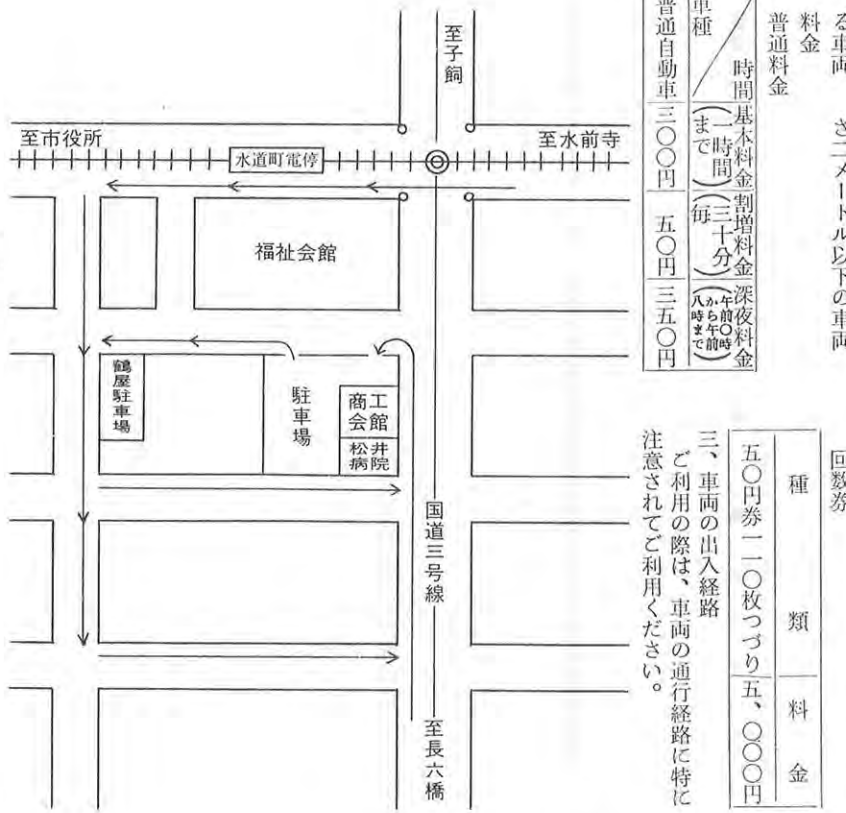 る車両
さ二メートル以下の車両
料金
普通料金
車種
時間
基本料金（一時間まで）
割増料金（三十分毎）
深夜料金（午前〇時から午前八時まで）
普通自動車
三〇〇円
五〇円
三五〇円
回数券
種類
料金
五〇円券一一〇枚つづり
五、〇〇〇円
三、車両の出入経路
ご利用の際は、車両の通行経路に特に
注意されてご利用ください。
至子飼
至市役所
水道町電停
至水前寺
福祉会館
鶴屋駐車場
駐車場
商工会館
松井病院
国道三号線
至長六橋